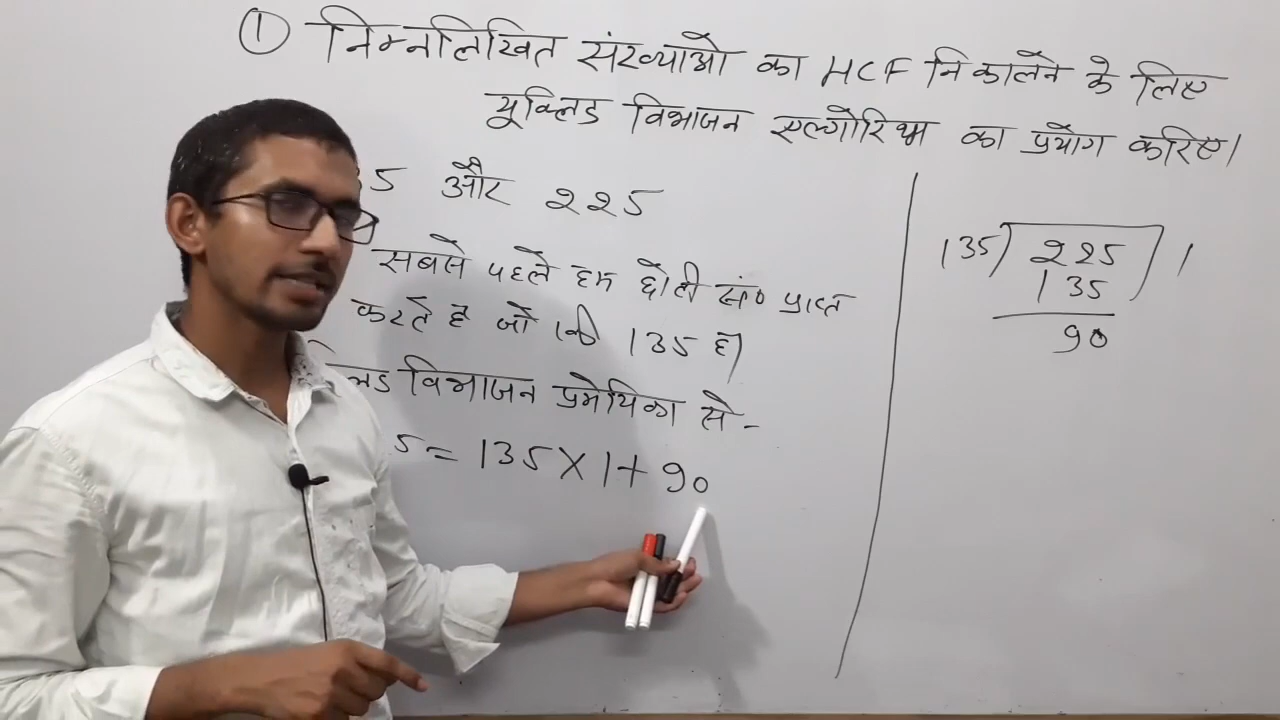 ① निम्नलिखित संख्याओं का HCF निकालने के लिए
यूक्लिड विभाजन एल्गोरिथ्म का प्रयोग करिए।
5 और 225
सबसे पहले हम छोटी सं० प्राप्त
करते है जो की 135 है
विभाजन प्रमेयिका से -
5 = 135 X 1 + 90
135) 225 ) 1
135
90